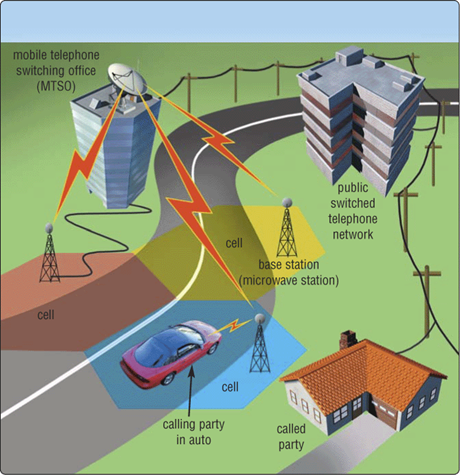 mobile telephone
switching office
(MTSO)
public
switched
telephone
network
cell
base station
(microwave station)
cell
cell
calling party
in auto
called
party